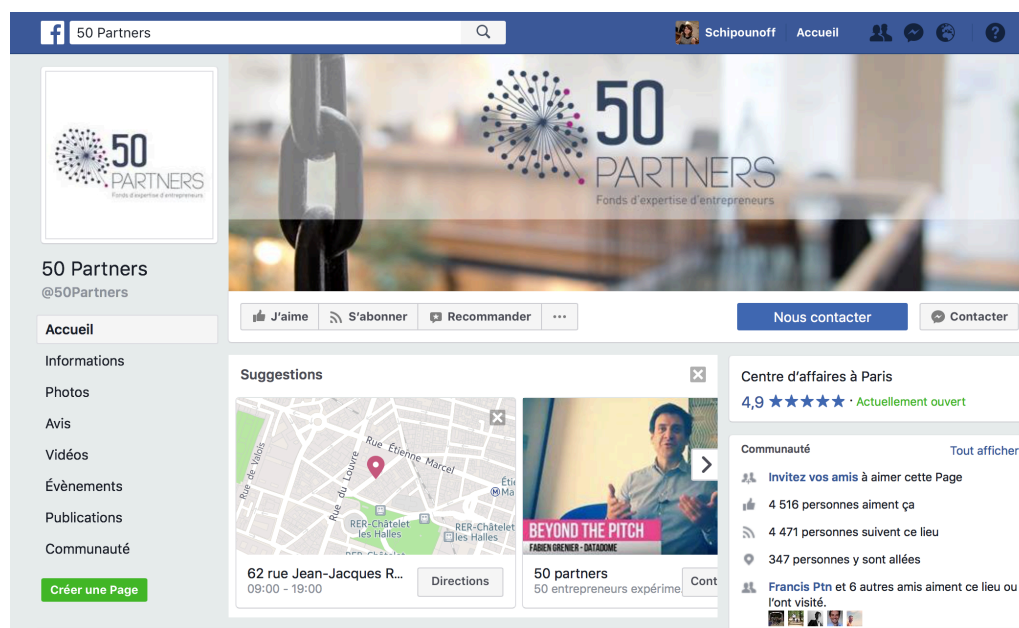 50 Partners
Schipounoff
Accueil
?
50
PARTNERS
Fonds d'expertise d'entrepreneurs
50
PARTNERS
Fonds d'expertise d'entrepreneurs
50 Partners
@50Partners
Accueil
Informations
Photos
Avis
Vidéos
Évènements
Publications
Communauté
Créer une Page
J'aime
S'abonner
Recommander
...
Nous contacter
Contacter
Suggestions
Rue de Valois
Rue du Louvre
Rue Étienne Marcel
Éti
M Ma
RER-Châtelet
les Halles
RER-Châtelet
les Halles
RER-Châtelet
62 rue Jean-Jacques R...
09:00 - 19:00
Directions
BEYOND THE PITCH
FABIEN GRENIER - DATADOME
50 partners
50 entrepreneurs expérime
Cont
Centre d'affaires à Paris
4,9 ★★★★★ · Actuellement ouvert
Communauté
Tout afficher
Invitez vos amis à aimer cette Page
4 516 personnes aiment ça
4 471 personnes suivent ce lieu
347 personnes y sont allées
Francis Ptn et 6 autres amis aiment ce lieu ou
l'ont visité.